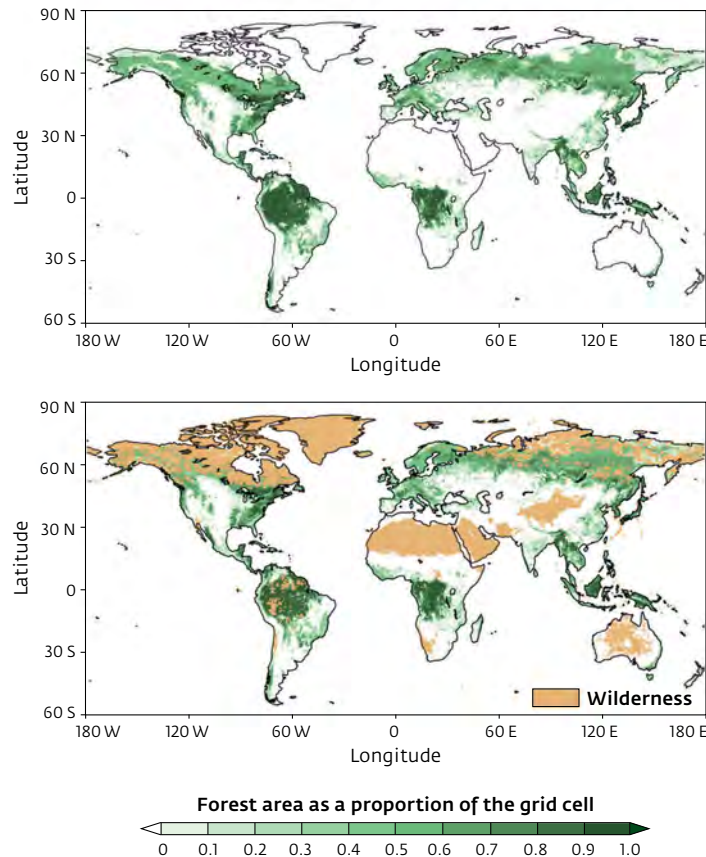 90 N
60 N
30 N
0
30 S
60 S
Latitude
180 W 120 W 60 W 0 60 E 120 E 180 E
Longitude
90 N
60 N
30 N
0
30 S
60 S
Latitude
Wilderness
180 W 120 W 60 W 0 60 E 120 E 180 E
Longitude
Forest area as a proportion of the grid cell
0 0.1 0.2 0.3 0.4 0.5 0.6 0.7 0.8 0.9 1.0